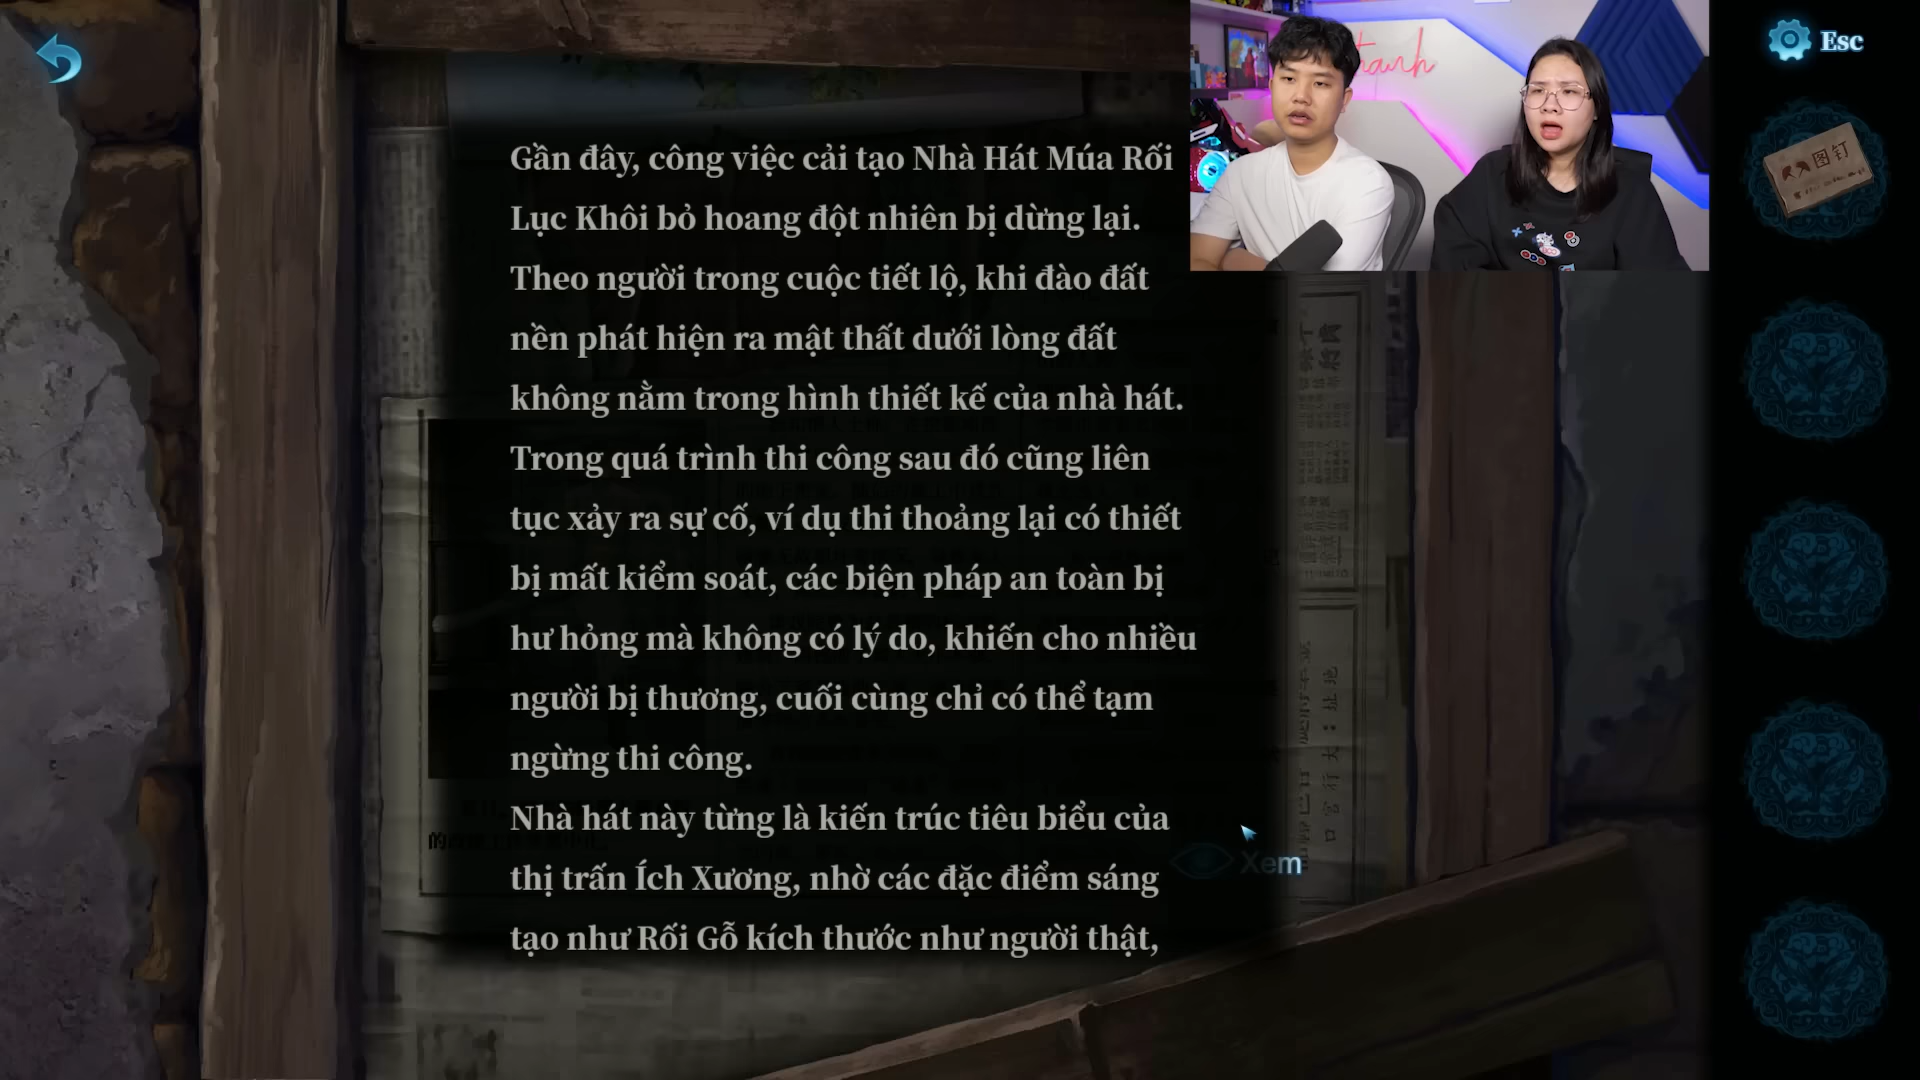 Esc
thanh
图钉
Gần đây, công việc cải tạo Nhà Hát Múa Rối
Lục Khôi bỏ hoang đột nhiên bị dừng lại.
Theo người trong cuộc tiết lộ, khi đào đất
nền phát hiện ra mật thất dưới lòng đất
không nằm trong hình thiết kế của nhà hát.
Trong quá trình thi công sau đó cũng liên
tục xảy ra sự cố, ví dụ thi thoảng lại có thiết
bị mất kiểm soát, các biện pháp an toàn bị
hư hỏng mà không có lý do, khiến cho nhiều
người bị thương, cuối cùng chỉ có thể tạm
ngừng thi công.
Nhà hát này từng là kiến trúc tiêu biểu của
thị trấn Ích Xương, nhờ các đặc điểm sáng
tạo như Rối Gỗ kích thước như người thật,
Xem